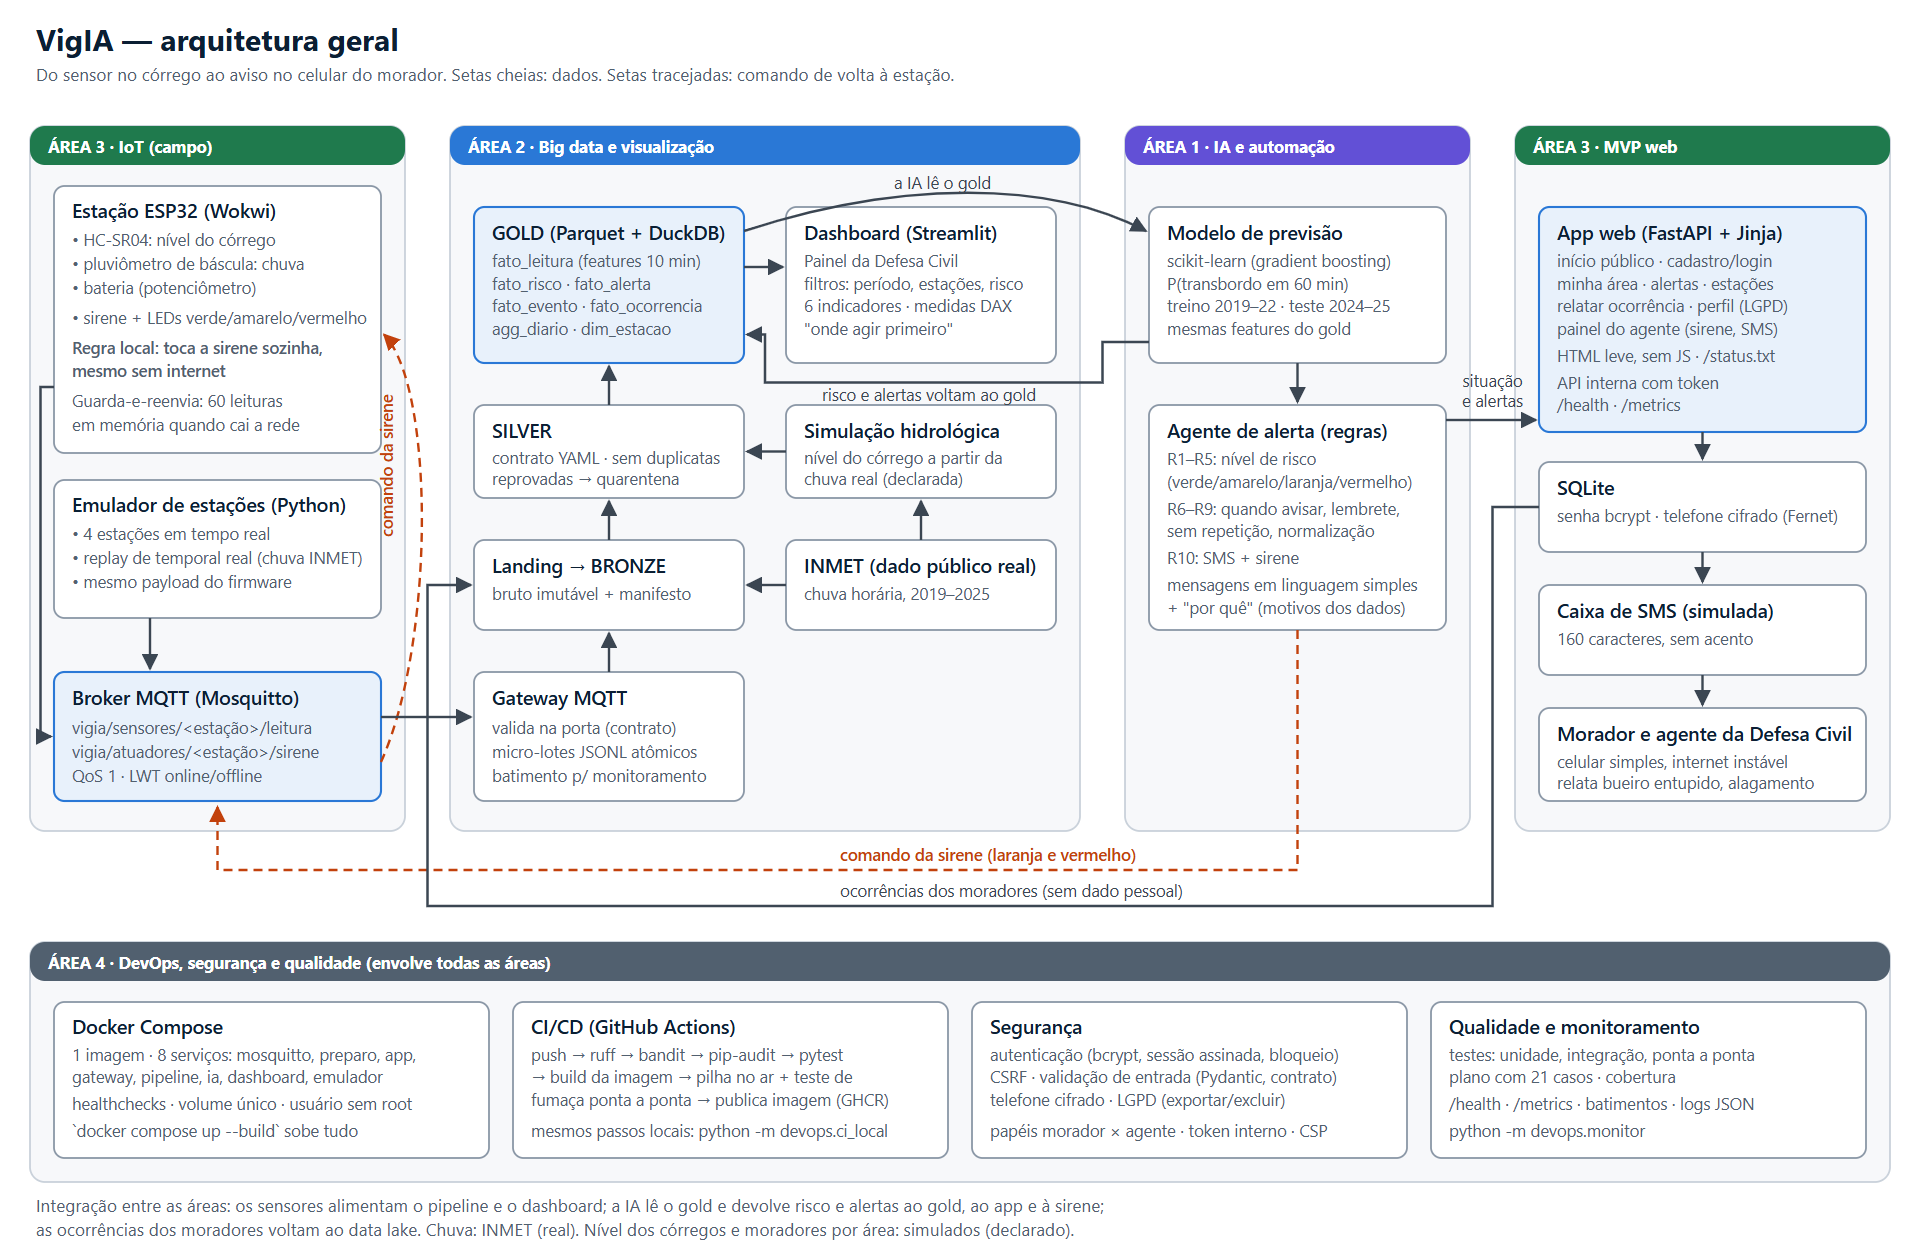 VigIA — arquitetura geral
Do sensor no córrego ao aviso no celular do morador. Setas cheias: dados. Setas tracejadas: comando de volta à estação.
ÁREA 3 · IoT (campo)
Estação ESP32 (Wokwi)
• HC-SR04: nível do córrego
• pluviômetro de báscula: chuva
• bateria (potenciômetro)
• sirene + LEDs verde/amarelo/vermelho
Regra local: toca a sirene sozinha,
mesmo sem internet
Guarda-e-reenvia: 60 leituras
em memória quando cai a rede
comando da sirene
Emulador de estações (Python)
• 4 estações em tempo real
• replay de temporal real (chuva INMET)
• mesmo payload do firmware
Broker MQTT (Mosquitto)
vigia/sensores/<estação>/leitura
vigia/atuadores/<estação>/sirene
QoS 1 · LWT online/offline
ÁREA 2 · Big data e visualização
a IA lê o gold
GOLD (Parquet + DuckDB)
fato_leitura (features 10 min)
fato_risco · fato_alerta
fato_evento · fato_ocorrencia
agg_diario · dim_estacao
Dashboard (Streamlit)
Painel da Defesa Civil
filtros: período, estações, risco
6 indicadores · medidas DAX
"onde agir primeiro"
risco e alertas voltam ao gold
SILVER
contrato YAML · sem duplicatas
reprovadas → quarentena
Simulação hidrológica
nível do córrego a partir da
chuva real (declarada)
Landing → BRONZE
bruto imutável + manifesto
INMET (dado público real)
chuva horária, 2019–2025
Gateway MQTT
valida na porta (contrato)
micro-lotes JSONL atômicos
batimento p/ monitoramento
ÁREA 1 · IA e automação
Modelo de previsão
scikit-learn (gradient boosting)
P(transbordo em 60 min)
treino 2019–22 · teste 2024–25
mesmas features do gold
Agente de alerta (regras)
R1–R5: nível de risco
(verde/amarelo/laranja/vermelho)
R6–R9: quando avisar, lembrete,
sem repetição, normalização
R10: SMS + sirene
mensagens em linguagem simples
+ "por quê" (motivos dos dados)
situação
e alertas
ÁREA 3 · MVP web
App web (FastAPI + Jinja)
início público · cadastro/login
minha área · alertas · estações
relatar ocorrência · perfil (LGPD)
painel do agente (sirene, SMS)
HTML leve, sem JS · /status.txt
API interna com token
/health · /metrics
SQLite
senha bcrypt · telefone cifrado (Fernet)
Caixa de SMS (simulada)
160 caracteres, sem acento
Morador e agente da Defesa Civil
celular simples, internet instável
relata bueiro entupido, alagamento
comando da sirene (laranja e vermelho)
ocorrências dos moradores (sem dado pessoal)
ÁREA 4 · DevOps, segurança e qualidade (envolve todas as áreas)
Docker Compose
1 imagem · 8 serviços: mosquitto, preparo, app,
gateway, pipeline, ia, dashboard, emulador
healthchecks · volume único · usuário sem root
`docker compose up --build` sobe tudo
CI/CD (GitHub Actions)
push → ruff → bandit → pip-audit → pytest
→ build da imagem → pilha no ar + teste de
fumaça ponta a ponta → publica imagem (GHCR)
mesmos passos locais: python -m devops.ci_local
Segurança
autenticação (bcrypt, sessão assinada, bloqueio)
CSRF · validação de entrada (Pydantic, contrato)
telefone cifrado · LGPD (exportar/excluir)
papéis morador × agente · token interno · CSP
Qualidade e monitoramento
testes: unidade, integração, ponta a ponta
plano com 21 casos · cobertura
/health · /metrics · batimentos · logs JSON
python -m devops.monitor
Integração entre as áreas: os sensores alimentam o pipeline e o dashboard; a IA lê o gold e devolve risco e alertas ao gold, ao app e à sirene;
as ocorrências dos moradores voltam ao data lake. Chuva: INMET (real). Nível dos córregos e moradores por área: simulados (declarado).